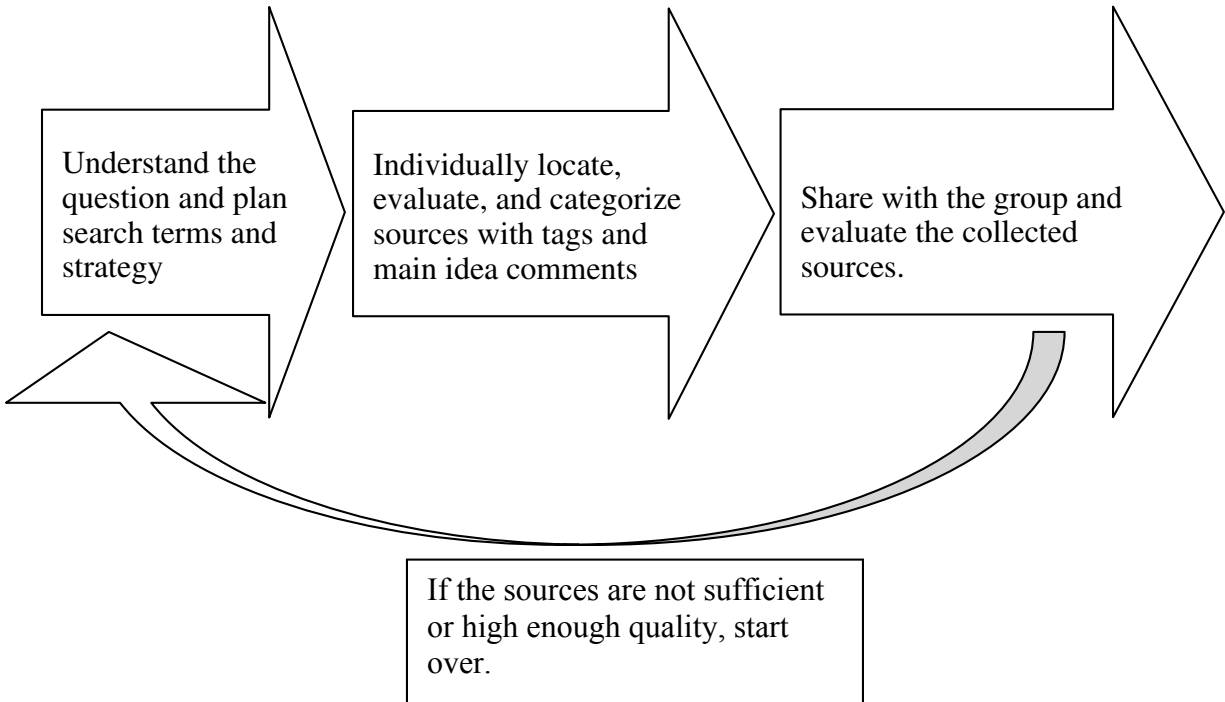 Understand the
question and plan
search terms and
strategy
Individually locate,
evaluate, and categorize
sources with tags and
main idea comments
Share with the group and
evaluate the collected
sources.
If the sources are not sufficient
or high enough quality, start
over.